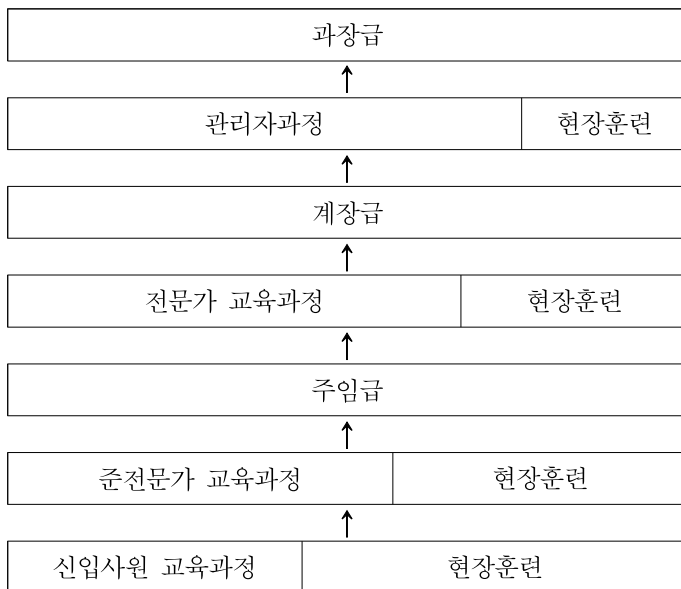 과장급
관리자과정 현장훈련
계장급
전문가 교육과정 현장훈련
주임급
준전문가 교육과정 현장훈련
신입사원 교육과정 현장훈련